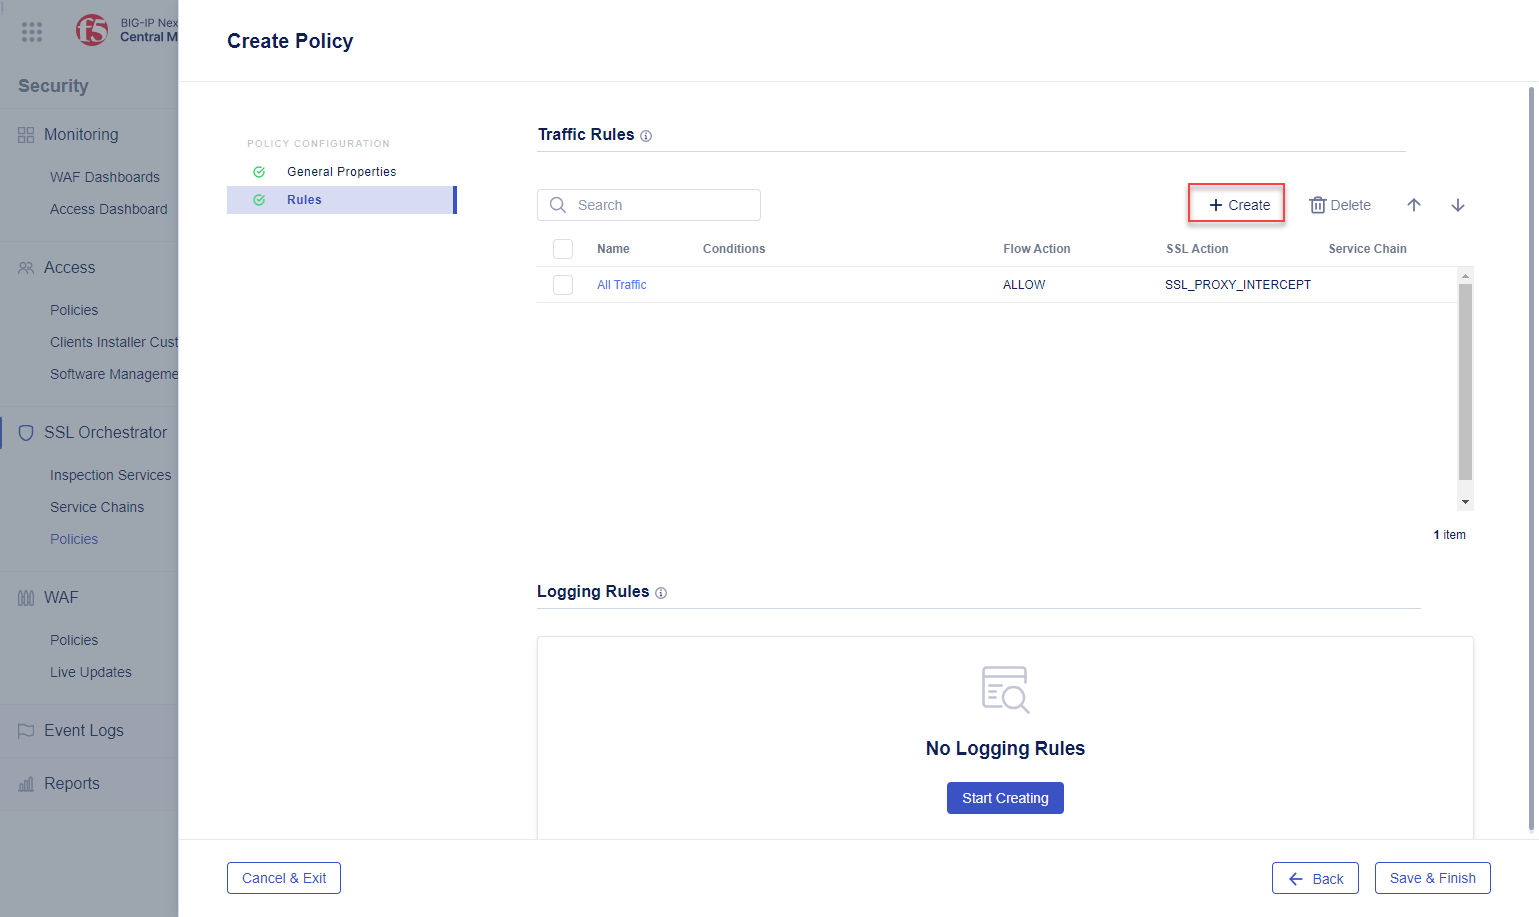 BIG-IP Nex
Central M
Security
Monitoring
WAF Dashboards
Access Dashboard
Access
Policies
Clients Installer Cust
Software Manageme
SSL Orchestrator
Inspection Services
Service Chains
Policies
WAF
Policies
Live Updates
Event Logs
Reports
Create Policy
POLICY CONFIGURATION
General Properties
Rules
Traffic Rules
Search
Create
Delete
Name Conditions Flow Action SSL Action Service Chain
All Traffic ALLOW SSL_PROXY_INTERCEPT
1 item
Logging Rules
No Logging Rules
Start Creating
Cancel & Exit
Back
Save & Finish